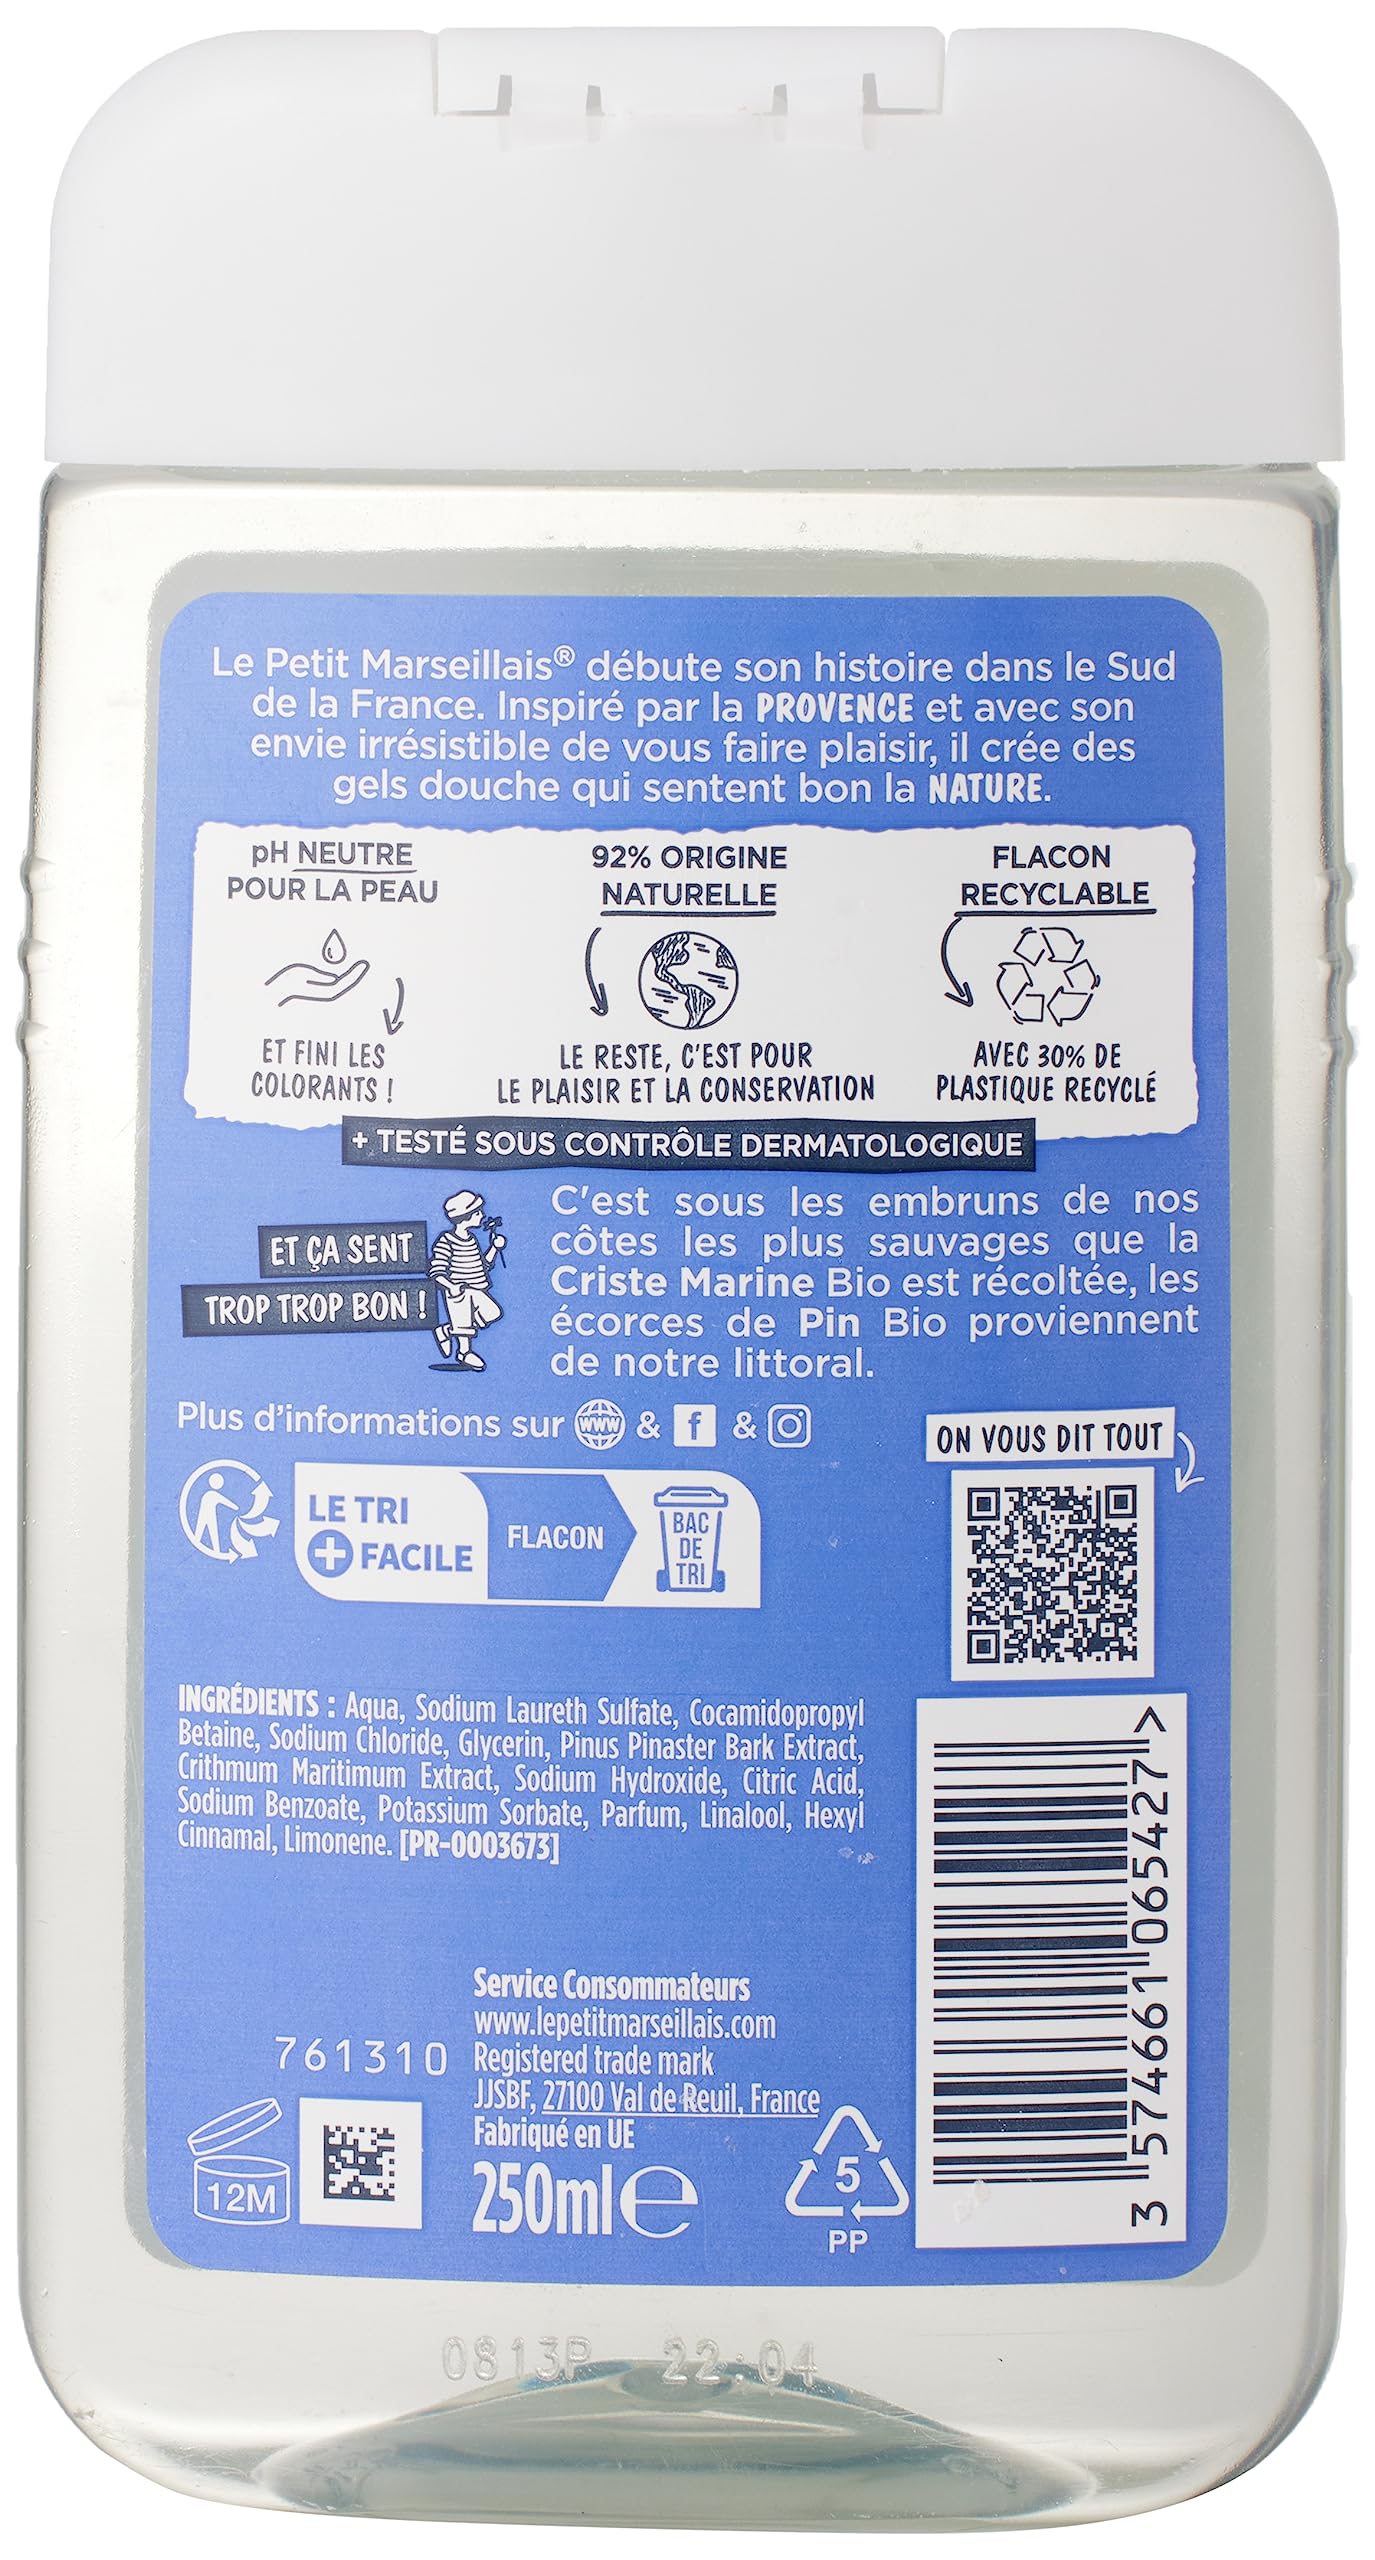 Le Petit Marseillais® débute son histoire dans le Sud
de la France. Inspiré par la PROVENCE et avec son
envie irrésistible de vous faire plaisir, il crée des
gels douche qui sentent bon la NATURE.
pH NEUTRE
POUR LA PEAU
ET FINI LES
COLORANTS !
92% ORIGINE
NATURELLE
LE RESTE, C'EST POUR
LE PLAISIR ET LA CONSERVATION
FLACON
RECYCLABLE
AVEC 30% DE
PLASTIQUE RECYCLÉ
+ TESTÉ SOUS CONTRÔLE DERMATOLOGIQUE
ET ÇA SENT
TROP TROP BON !
C'est sous les embruns de nos
côtes les plus sauvages que la
Criste Marine Bio est récoltée, les
écorces de Pin Bio proviennent
de notre littoral.
Plus d'informations sur www & f &
ON VOUS DIT TOUT
LE TRI
+ FACILE
FLACON
BAC
DE
TRI
INGRÉDIENTS : Aqua, Sodium Laureth Sulfate, Cocamidopropyl
Betaine, Sodium Chloride, Glycerin, Pinus Pinaster Bark Extract,
Crithmum Maritimum Extract, Sodium Hydroxide, Citric Acid,
Sodium Benzoate, Potassium Sorbate, Parfum, Linalool, Hexyl
Cinnamal, Limonene. [PR-0003673]
Service Consommateurs
www.lepetitmarseillais.com
Registered trade mark
JJSBF, 27100 Val de Reuil, France
Fabriqué en UE
250ml e
761310
12M
5
PP
3 574661 065427 >
0813P 22:04